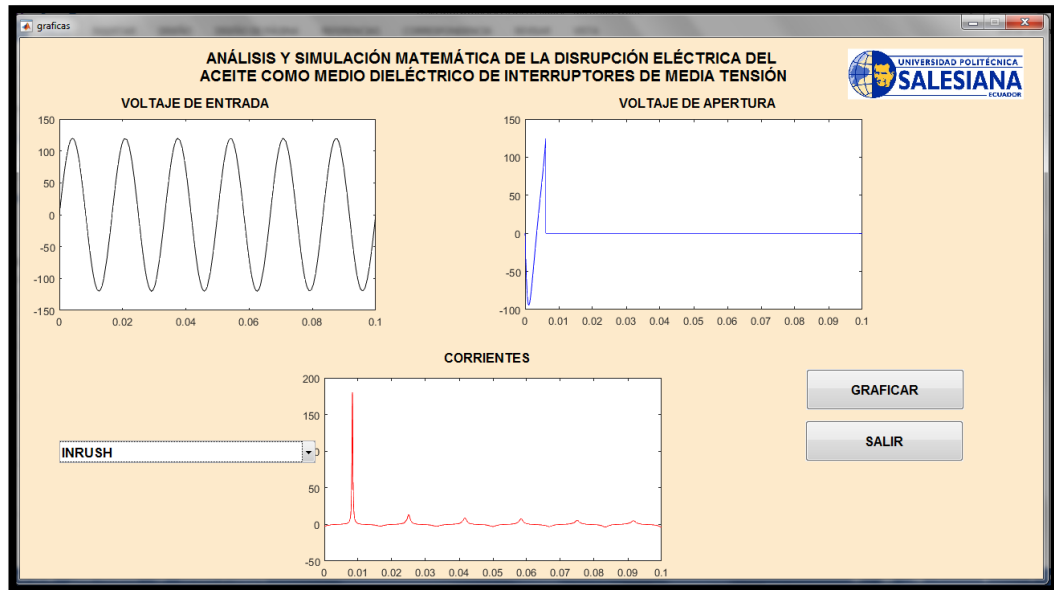 graficas
ANÁLISIS Y SIMULACIÓN MATEMÁTICA DE LA DISRUPCIÓN ELÉCTRICA DEL
ACEITE COMO MEDIO DIELÉCTRICO DE INTERRUPTORES DE MEDIA TENSIÓN
UNIVERSIDAD POLITÉCNICA
SALESIANA
ECUADOR
VOLTAJE DE ENTRADA
150
100
50
0
-50
-100
-150
0 0.02 0.04 0.06 0.08 0.1
VOLTAJE DE APERTURA
150
100
50
0
-50
-100
0 0.01 0.02 0.03 0.04 0.05 0.06 0.07 0.08 0.09 0.1
CORRIENTES
200
150
50
0
-50
0 0.01 0.02 0.03 0.04 0.05 0.06 0.07 0.08 0.09 0.1
INRUSH
GRAFICAR
SALIR